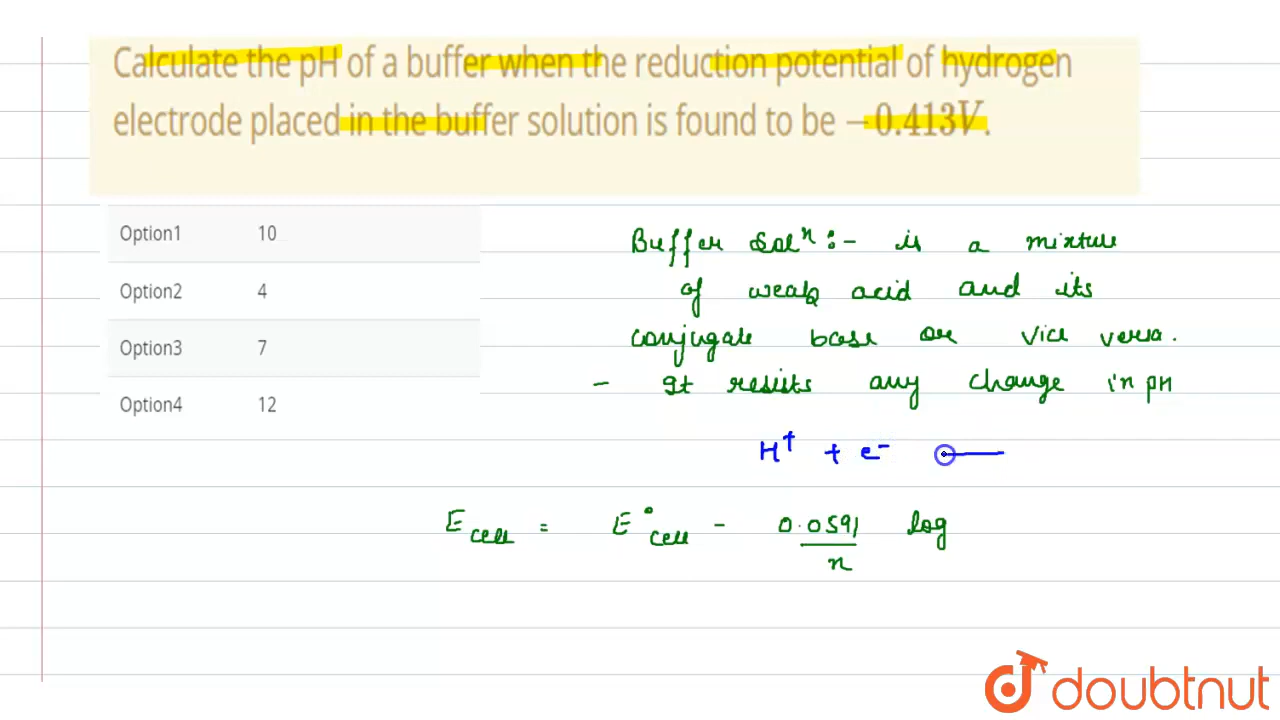 Calculate the pH of a buffer when the reduction potential of hydrogen
electrode placed in the buffer solution is found to be −0.413V.
Option1 10
Option2 4
Option3 7
Option4 12
Buffer Solⁿ :- is a mixture
of weak acid and its
conjugate base or vice versa.
- It resists any change in pH
H⁺ + e⁻
E cell = E° cell - 0.0591/n log
doubtnut